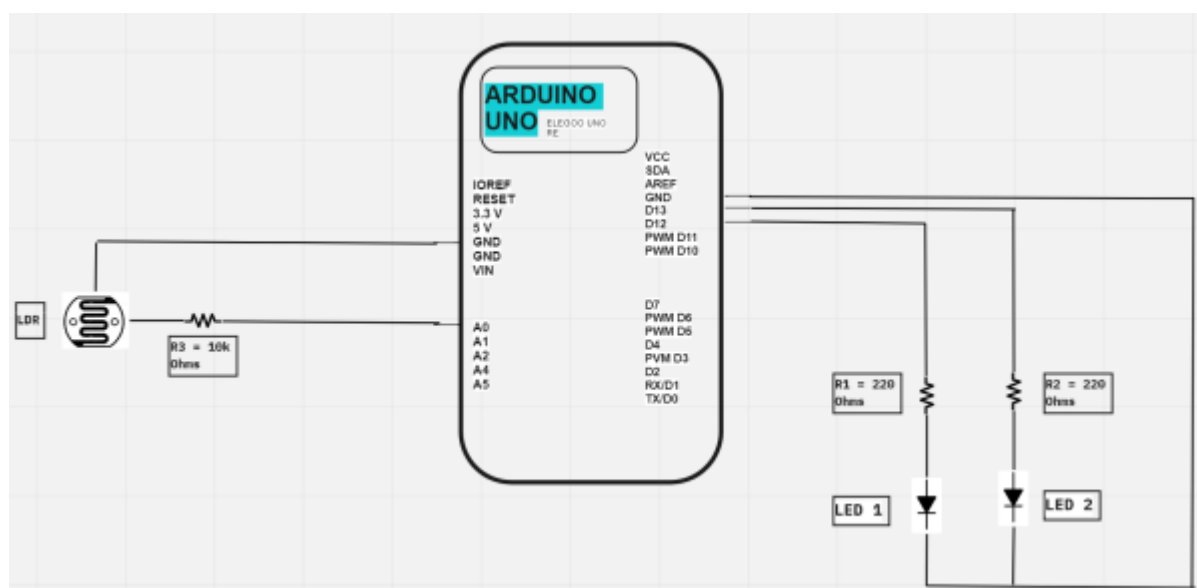 ARDUINO
UNO
ELEGOO UNO
RE
IOREF
RESET
3.3 V
5 V
GND
GND
VIN
A0
A1
A2
A4
A5
VCC
SDA
AREF
GND
D13
D12
PWM D11
PWM D10
D7
PWM D6
PWM D5
D4
PVM D3
D2
RX/D1
TX/D0
LDR
R3 = 10k
Ohms
R1 = 220
Ohms
R2 = 220
Ohms
LED 1
LED 2